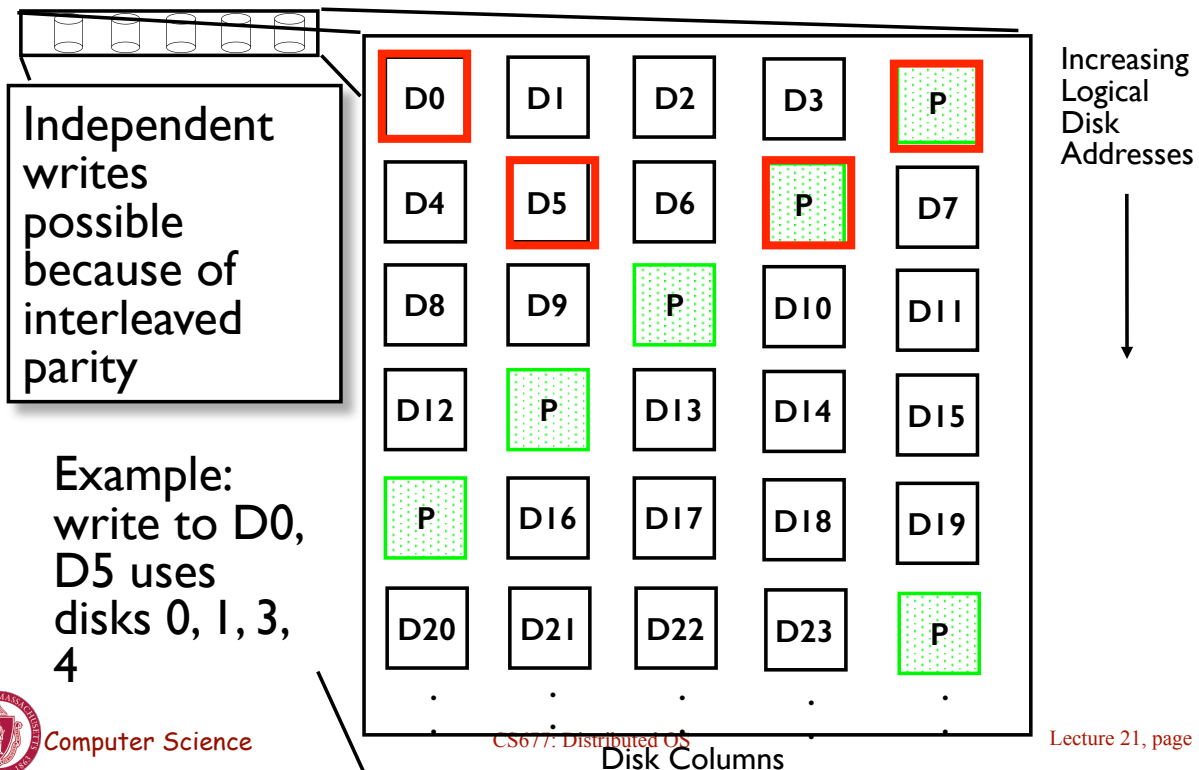 Independent
writes
possible
because of
interleaved
parity
Example:
write to D0,
D5 uses
disks 0, 1, 3,
4
D0 D1 D2 D3 P
D4 D5 D6 P D7
D8 D9 P D10 D11
D12 P D13 D14 D15
P D16 D17 D18 D19
D20 D21 D22 D23 P
Increasing
Logical
Disk
Addresses
Computer Science
CS677: Distributed OS
Lecture 21, page
Disk Columns